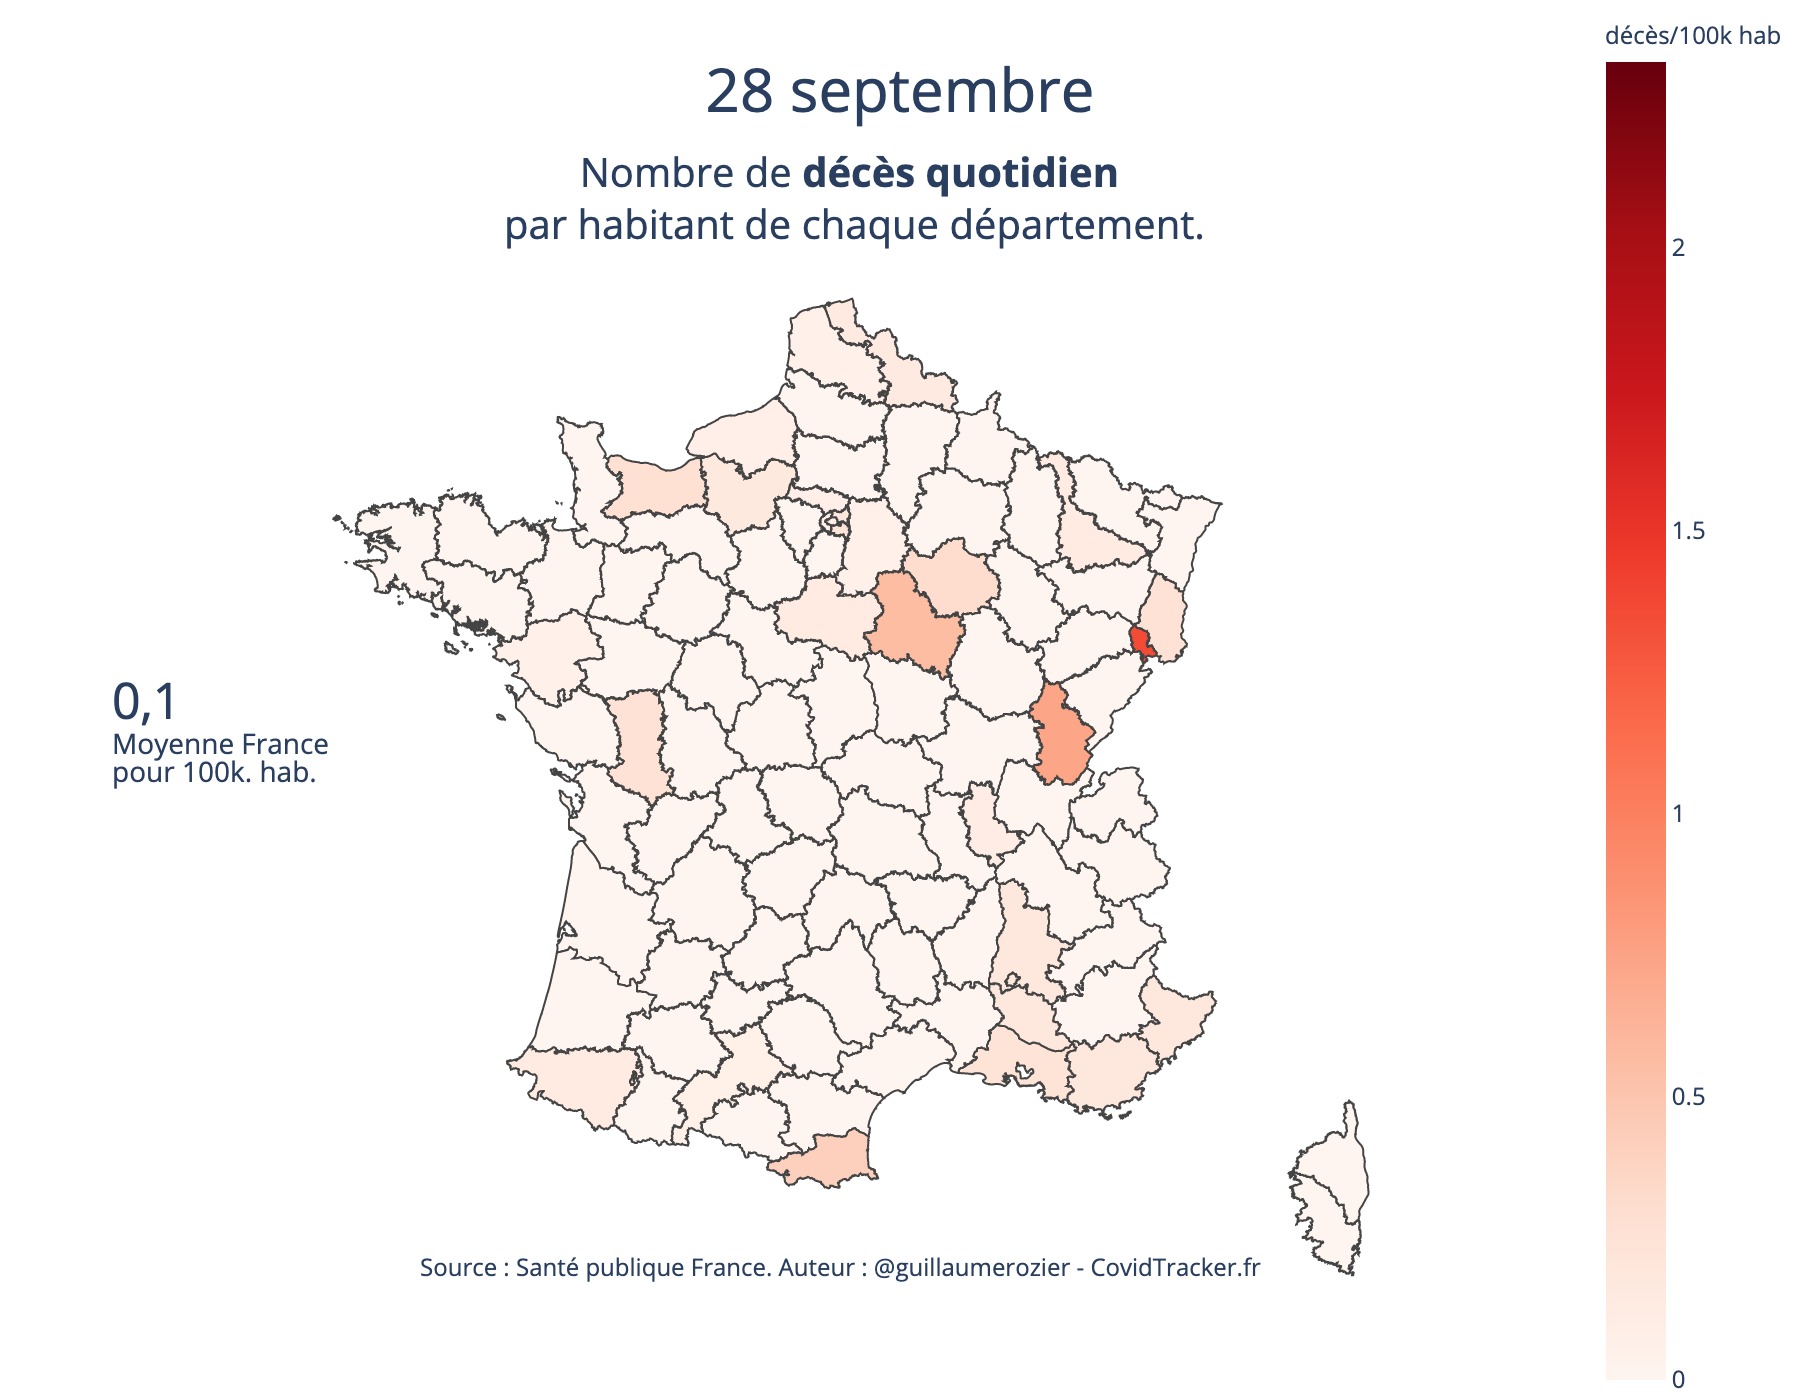 décès/100k hab
28 septembre
Nombre de décès quotidien
par habitant de chaque département.
2
1.5
0,1
Moyenne France
pour 100k. hab.
1
0.5
Source : Santé publique France. Auteur : @guillaumerozier - CovidTracker.fr
0